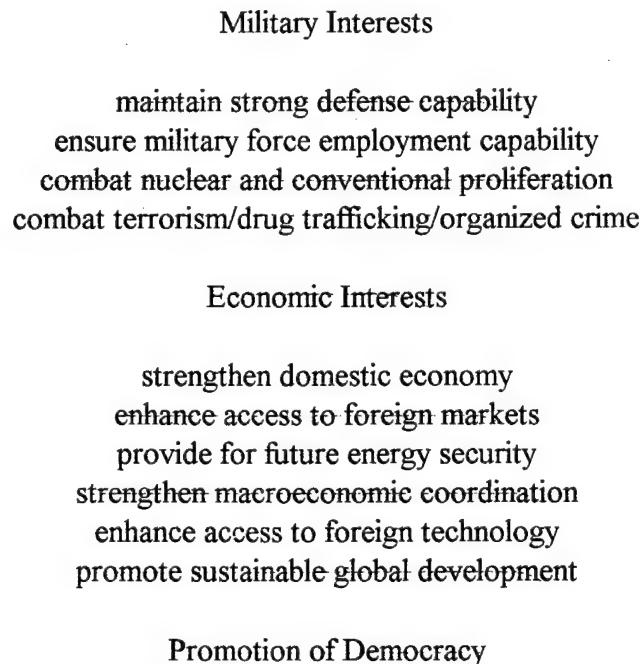 Military Interests
maintain strong defense capability
ensure military force employment capability
combat nuclear and conventional proliferation
combat terrorism/drug trafficking/organized crime
Economic Interests
strengthen domestic economy
enhance access to foreign markets
provide for future energy security
strengthen macroeconomic coordination
enhance access to foreign technology
promote sustainable global development
Promotion of Democracy